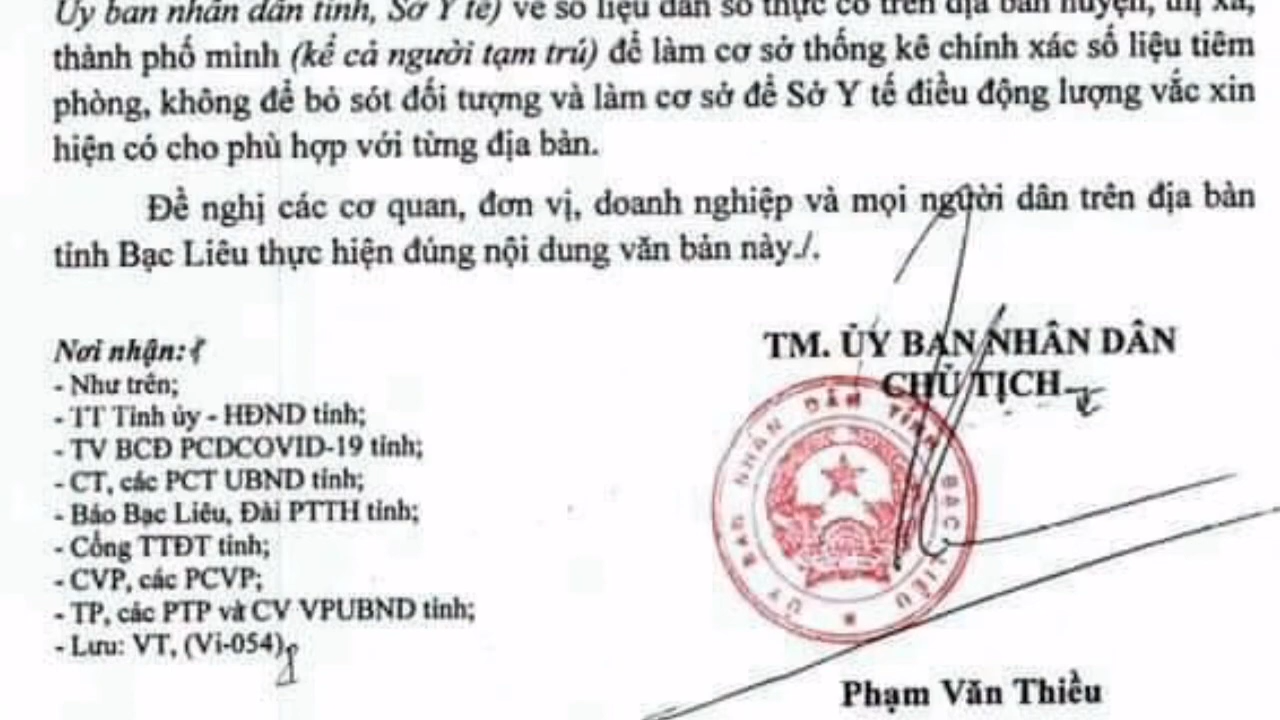 Ủy ban nhân dân tỉnh, Sở Y tế) về số liệu dân số thực có trên địa bàn huyện, thị xã,
thành phố mình (kể cả người tạm trú) để làm cơ sở thống kê chính xác số liệu tiêm
phòng, không để bỏ sót đối tượng và làm cơ sở để Sở Y tế điều động lượng vắc xin
hiện có cho phù hợp với từng địa bàn.
Đề nghị các cơ quan, đơn vị, doanh nghiệp và mọi người dân trên địa bàn
tỉnh Bạc Liêu thực hiện đúng nội dung văn bản này./.
Nơi nhận:
- Như trên;
- TT Tỉnh ủy - HĐND tỉnh;
- TV BCĐ PCDCOVID-19 tỉnh;
- CT, các PCT UBND tỉnh;
- Báo Bạc Liêu, Đài PTTH tỉnh;
- Cổng TTĐT tỉnh;
- CVP, các PCVP;
- TP, các PTP và CV VPUBND tỉnh;
- Lưu: VT, (Vi-054)
TM. ỦY BAN NHÂN DÂN
CHỦ TỊCH
ỦY BAN NHÂN DÂN TỈNH BẠC LIÊU
Phạm Văn Thiều